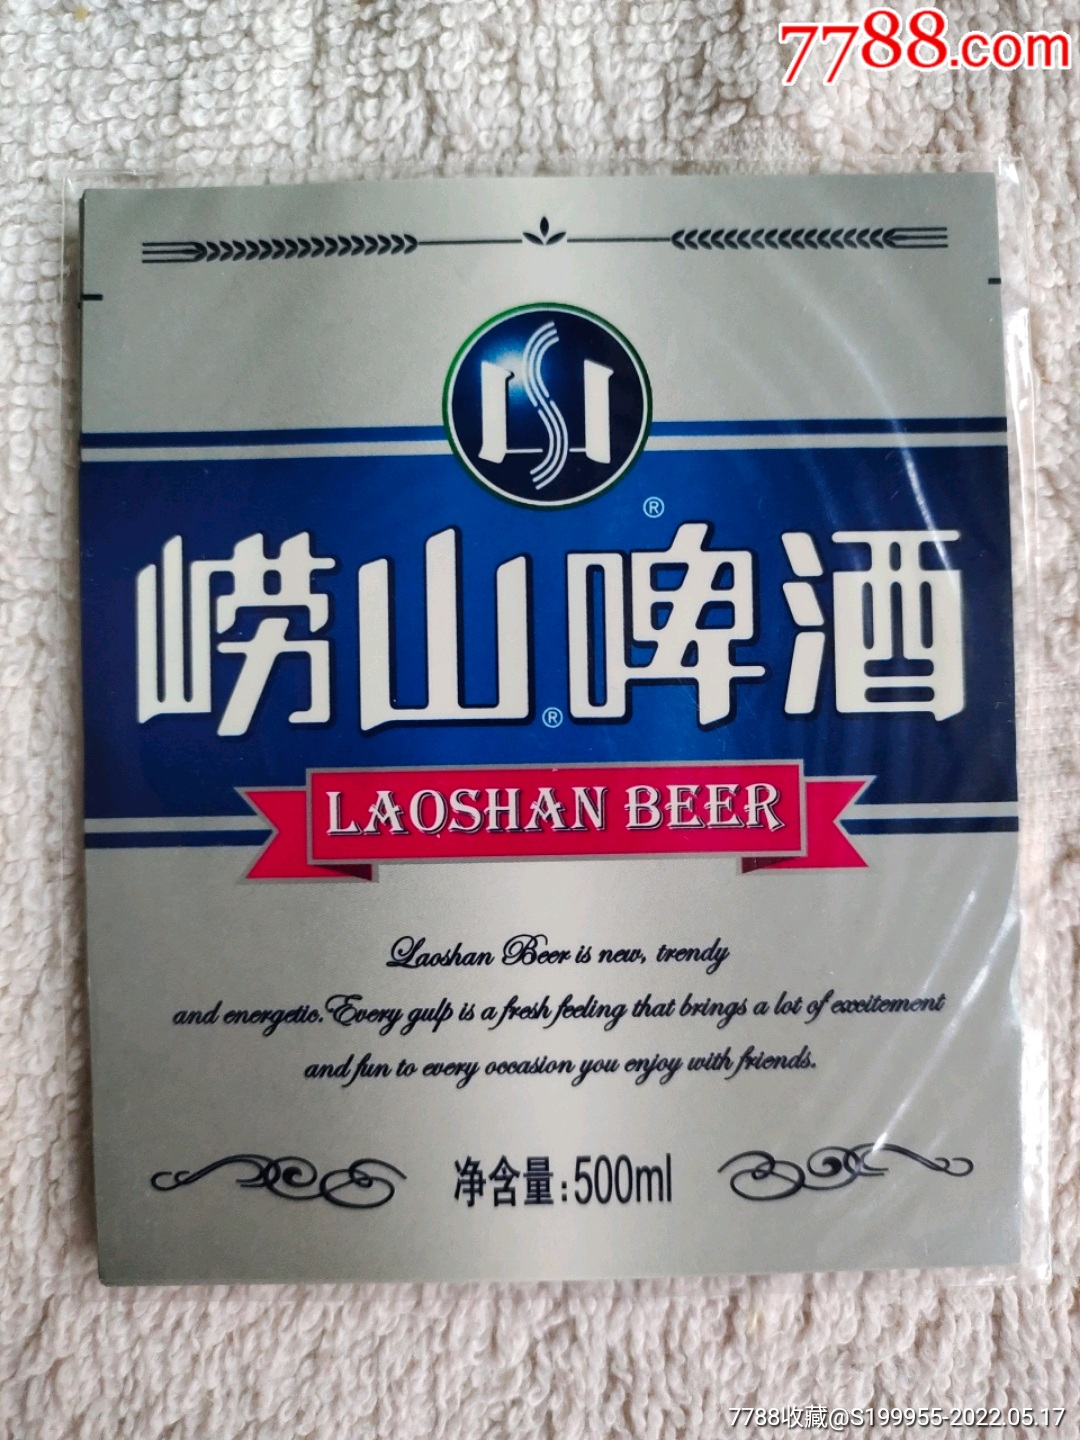 7788.com
®
崂山啤酒
®
LAOSHAN BEER
Laoshan Beer is new, trendy
and energetic.Every gulp is a fresh feeling that brings a lot of excitement
and fun to every occasion you enjoy with friends.
净含量:500ml
7788收藏@S199955-2022.05.17